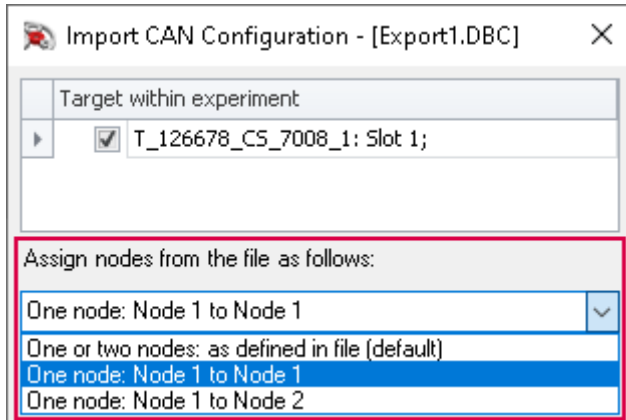 Import CAN Configuration - [Export1.DBC]
Target within experiment
T_126678_CS_7008_1: Slot 1;
Assign nodes from the file as follows:
One node: Node 1 to Node 1
One or two nodes: as defined in file (default)
One node: Node 1 to Node 1
One node: Node 1 to Node 2